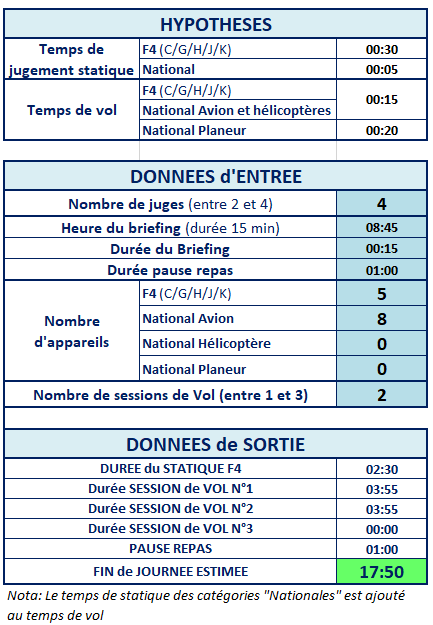 HYPOTHESES
Temps de jugement statique
F4 (C/G/H/J/K) 00:30
National 00:05
Temps de vol
F4 (C/G/H/J/K) 00:15
National Avion et hélicoptères
National Planeur 00:20
DONNEES d'ENTREE
Nombre de juges (entre 2 et 4) 4
Heure du briefing (durée 15 min) 08:45
Durée du Briefing 00:15
Durée pause repas 01:00
Nombre d'appareils
F4 (C/G/H/J/K) 5
National Avion 8
National Hélicoptère 0
National Planeur 0
Nombre de sessions de Vol (entre 1 et 3) 2
DONNEES de SORTIE
DUREE du STATIQUE F4 02:30
Durée SESSION de VOL N°1 03:55
Durée SESSION de VOL N°2 03:55
Durée SESSION de VOL N°3 00:00
PAUSE REPAS 01:00
FIN de JOURNEE ESTIMEE 17:50
Nota: Le temps de statique des catégories "Nationales" est ajouté
au temps de vol